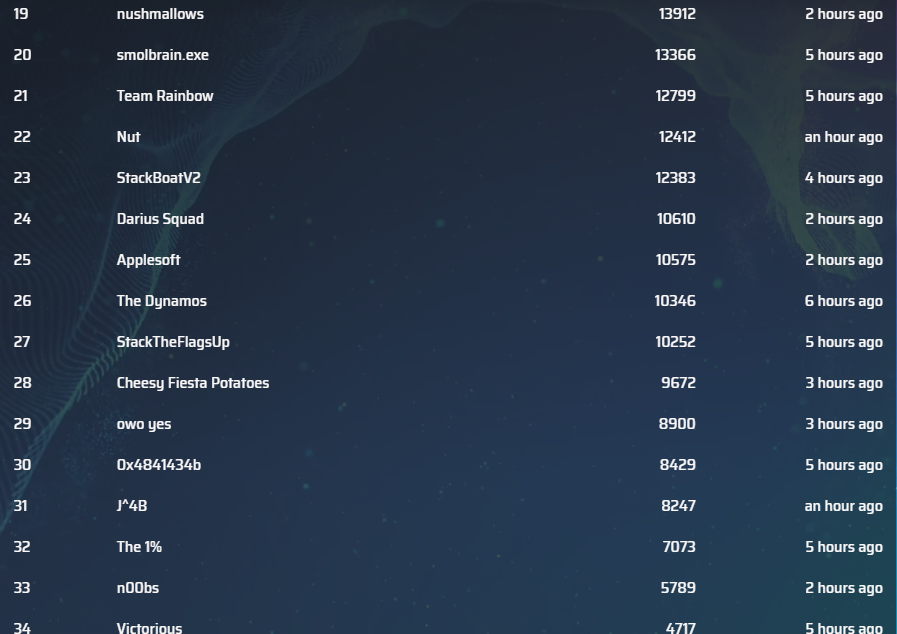 19 nushmallows 13912 2 hours ago
20 smolbrain.exe 13366 5 hours ago
21 Team Rainbow 12799 5 hours ago
22 Nut 12412 an hour ago
23 StackBoatV2 12383 4 hours ago
24 Darius Squad 10610 2 hours ago
25 Applesoft 10575 2 hours ago
26 The Dynamos 10346 6 hours ago
27 StackTheFlagsUp 10252 5 hours ago
28 Cheesy Fiesta Potatoes 9672 3 hours ago
29 owo yes 8900 3 hours ago
30 0x4841434b 8429 5 hours ago
31 J^4B 8247 an hour ago
32 The 1% 7073 5 hours ago
33 n00bs 5789 2 hours ago
34 Victorious 4717 5 hours ago